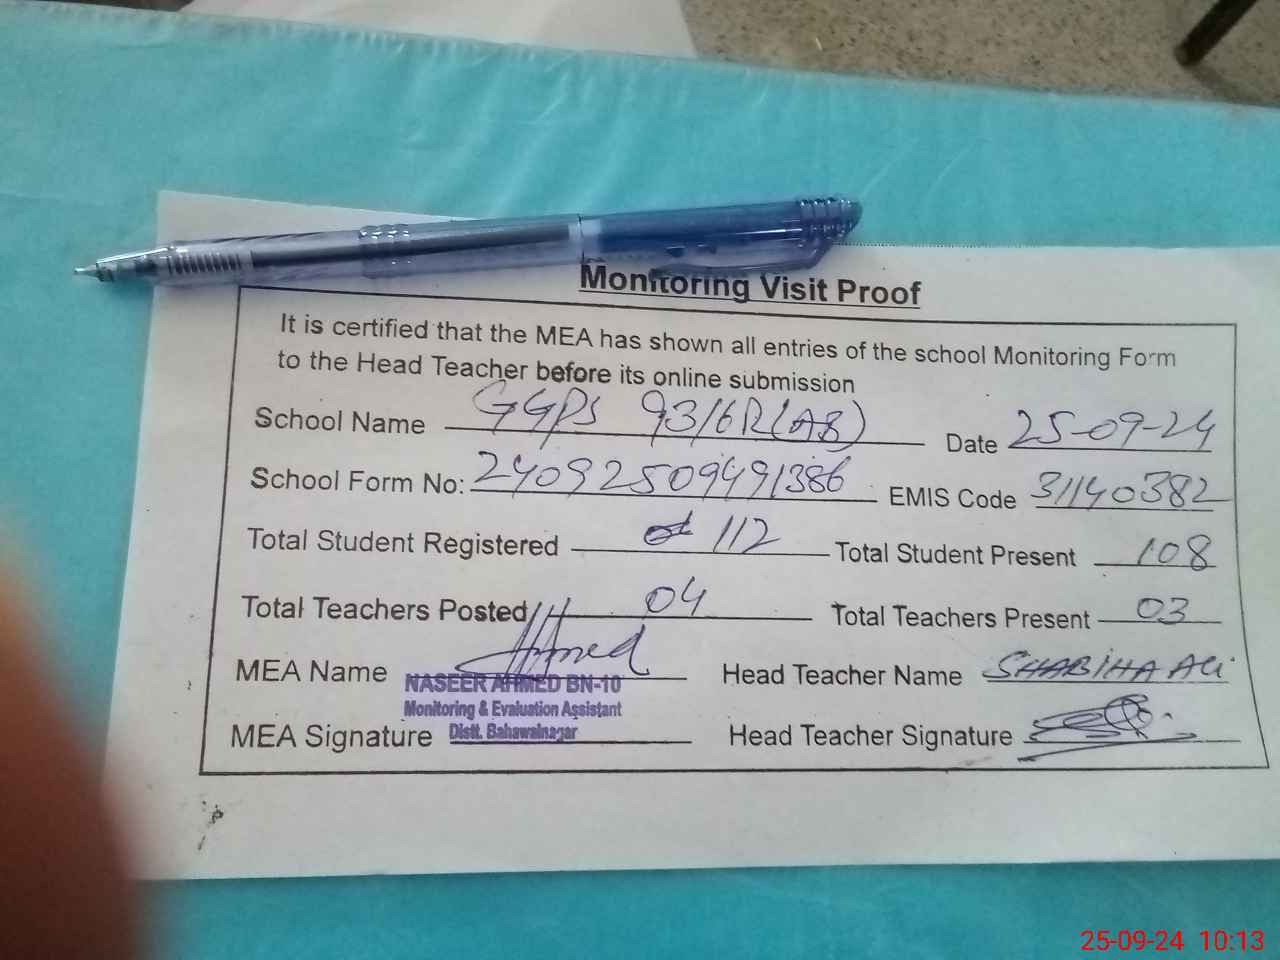 Monitoring Visit Proof
It is certified that the MEA has shown all entries of the school Monitoring Form
to the Head Teacher before its online submission
School Name GGPS 93/6R(AB) Date 25-09-24
School Form No: 24092509491386 EMIS Code 31140382
Total Student Registered 112 Total Student Present 108
Total Teachers Posted 04 Total Teachers Present 03
MEA Name Ahmed Head Teacher Name SHABIHA ALi
NASEER AHMED BN-10
Monitoring & Evaluation Assistant
Distt. Bahawalnagar
MEA Signature Head Teacher Signature
25-09-24 10:13